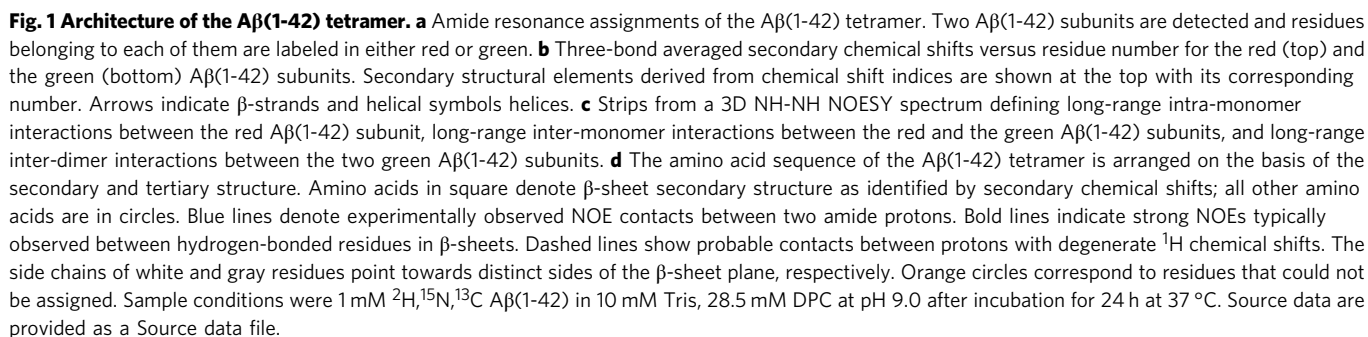 Fig. 1 Architecture of the Aβ(1-42) tetramer. a Amide resonance assignments of the Aβ(1-42) tetramer. Two Aβ(1-42) subunits are detected and residues
belonging to each of them are labeled in either red or green. b Three-bond averaged secondary chemical shifts versus residue number for the red (top) and
the green (bottom) Aβ(1-42) subunits. Secondary structural elements derived from chemical shift indices are shown at the top with its corresponding
number. Arrows indicate β-strands and helical symbols helices. c Strips from a 3D NH-NH NOESY spectrum defining long-range intra-monomer
interactions between the red Aβ(1-42) subunit, long-range inter-monomer interactions between the red and the green Aβ(1-42) subunits, and long-range
inter-dimer interactions between the two green Aβ(1-42) subunits. d The amino acid sequence of the Aβ(1-42) tetramer is arranged on the basis of the
secondary and tertiary structure. Amino acids in square denote β-sheet secondary structure as identified by secondary chemical shifts; all other amino
acids are in circles. Blue lines denote experimentally observed NOE contacts between two amide protons. Bold lines indicate strong NOEs typically
observed between hydrogen-bonded residues in β-sheets. Dashed lines show probable contacts between protons with degenerate ¹H chemical shifts. The
side chains of white and gray residues point towards distinct sides of the β-sheet plane, respectively. Orange circles correspond to residues that could not
be assigned. Sample conditions were 1 mM ²H,¹⁵N,¹³C Aβ(1-42) in 10 mM Tris, 28.5 mM DPC at pH 9.0 after incubation for 24 h at 37 °C. Source data are
provided as a Source data file.